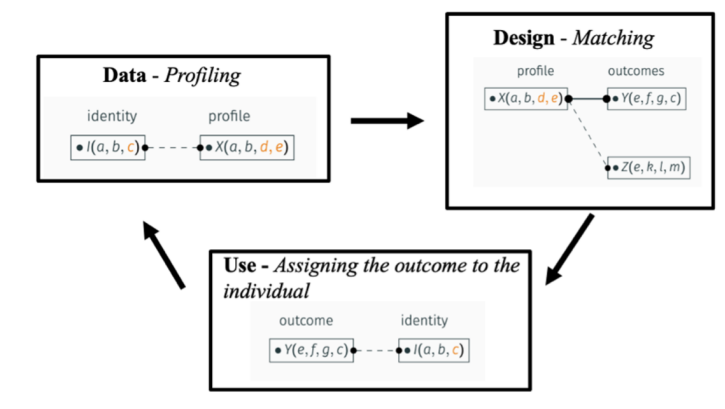 Data - Profiling
identity profile
• I(a, b, c) • X(a, b, d, e)
Design - Matching
profile outcomes
• X(a, b, d, e) • Y(e, f, g, c)
• Z(e, k, l, m)
Use - Assigning the outcome to the
individual
outcome identity
• Y(e, f, g, c) • I(a, b, c)